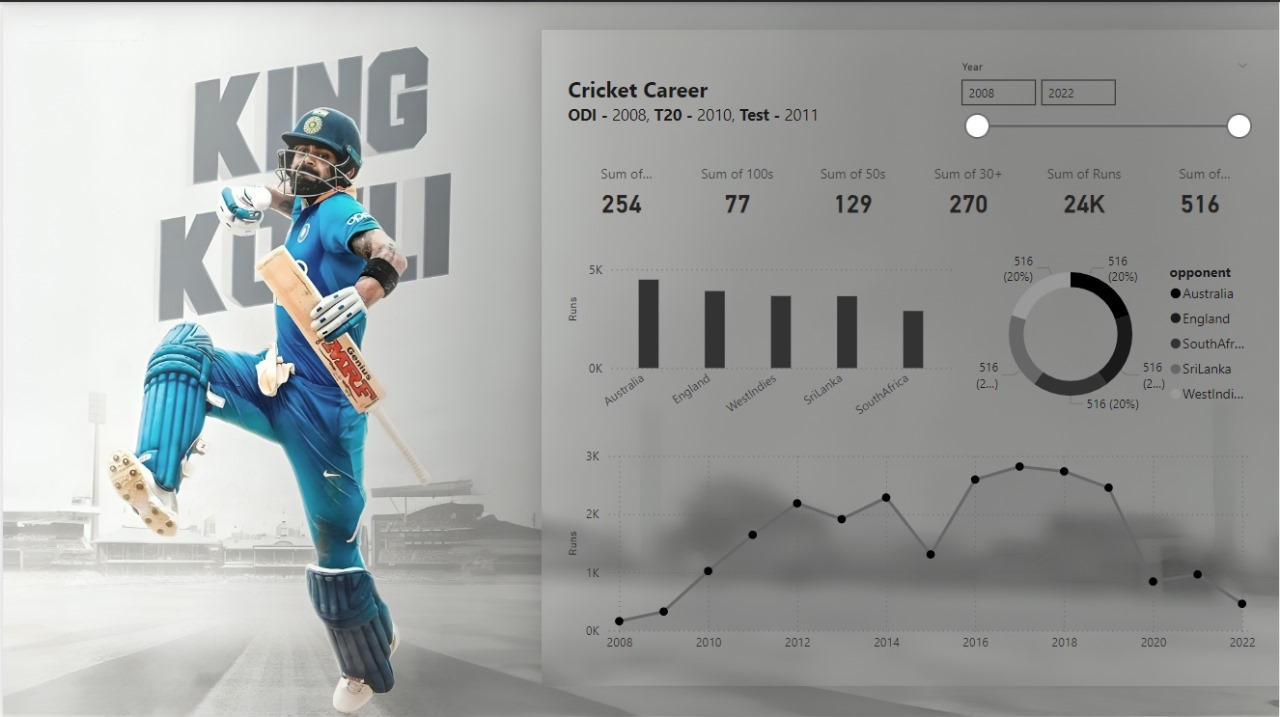 KING
KOHLI
Genius
MRF
Cricket Career
ODI - 2008, T20 - 2010, Test - 2011
Year
2008 2022
Sum of... Sum of 100s Sum of 50s Sum of 30+ Sum of Runs Sum of...
254 77 129 270 24K 516
5K
0K
Runs
Australia England WestIndies SriLanka SouthAfrica
516
(20%)
516
(20%)
516
(2...)
516
(2...)
516 (20%)
opponent
Australia
England
SouthAfr...
SriLanka
WestIndi...
3K
2K
1K
0K
Runs
2008 2010 2012 2014 2016 2018 2020 2022